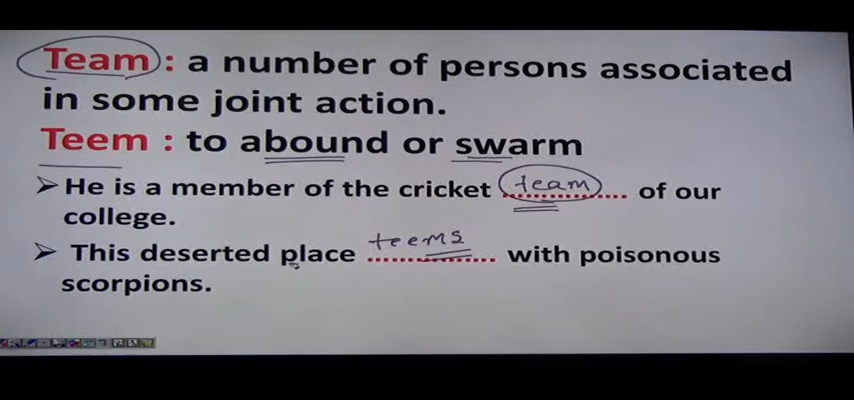 Team : a number of persons associated
in some joint action.
Teem : to abound or swarm
➢ He is a member of the cricket team of our
college.
➢ This deserted place teems with poisonous
scorpions.